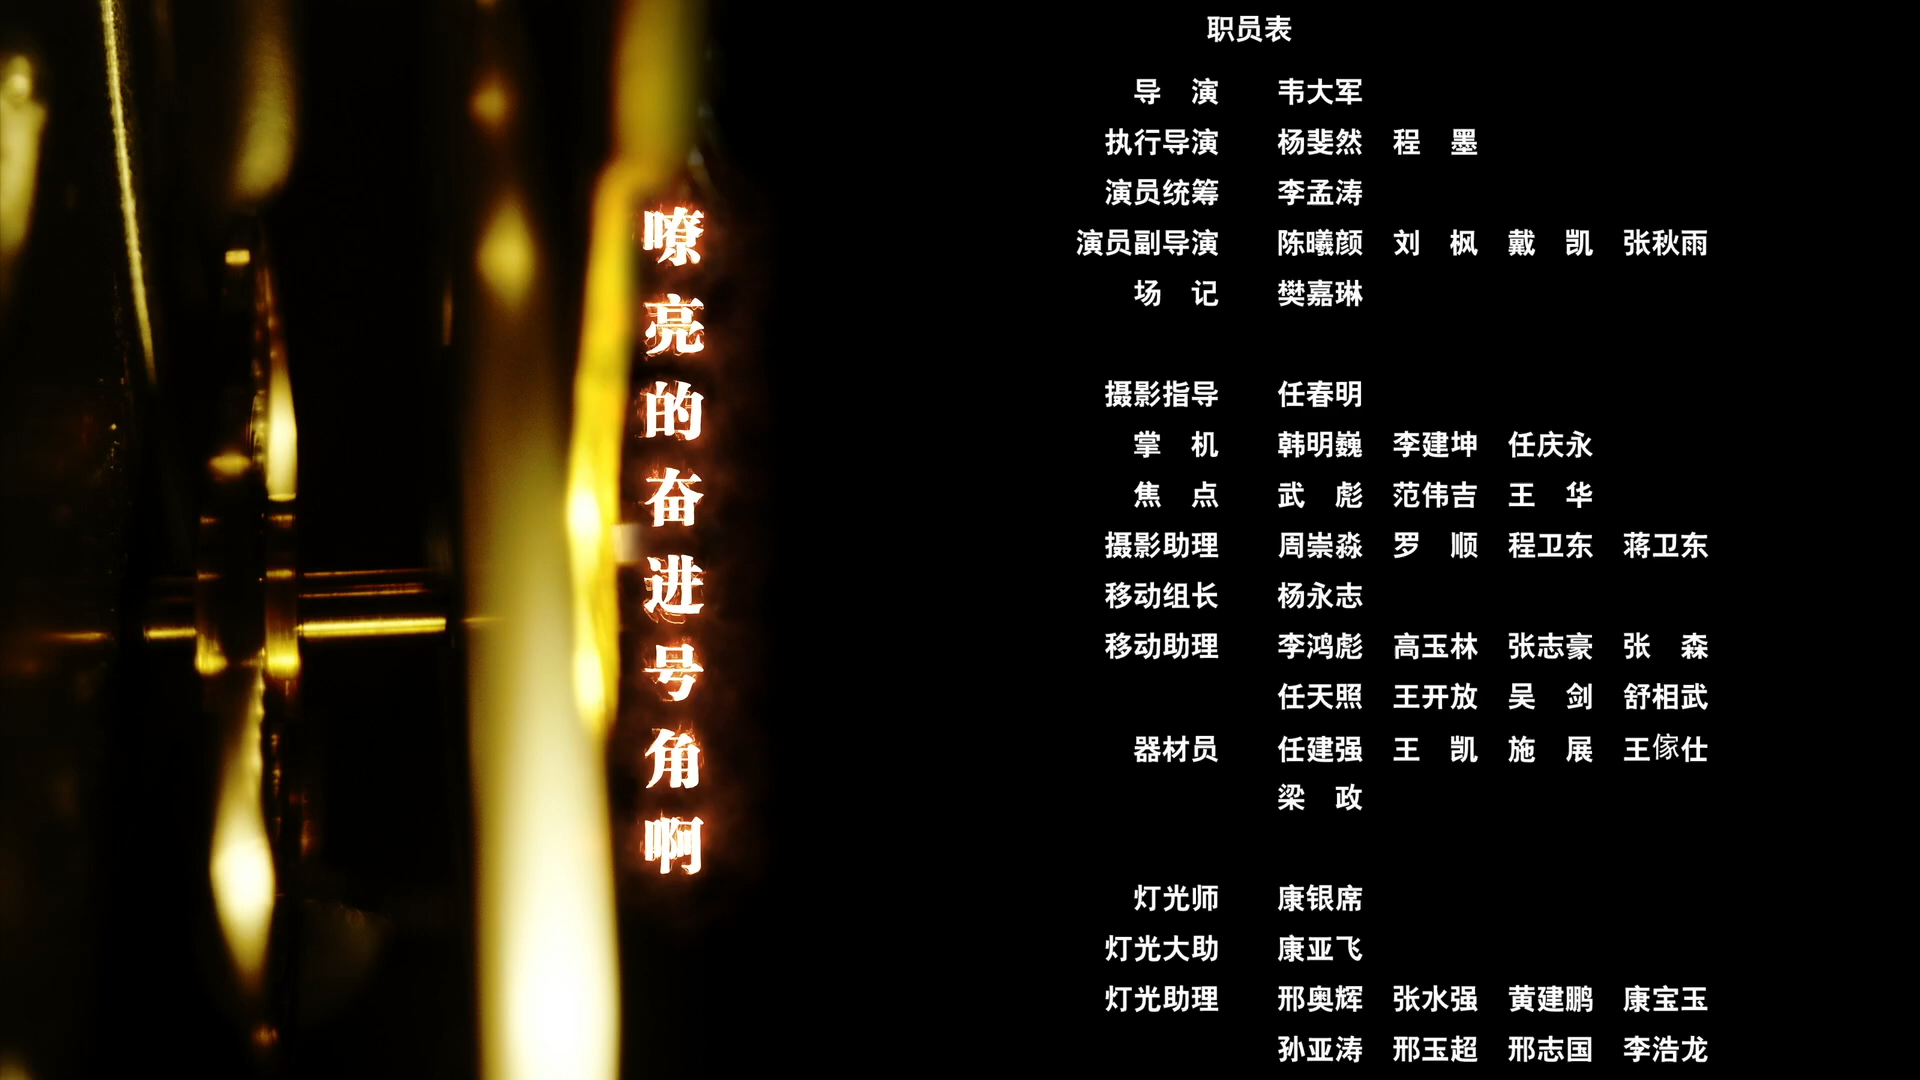 嘹亮的奋进号角啊
职员表
导　演　韦大军
执行导演　杨斐然　程　墨
演员统筹　李孟涛
演员副导演　陈曦颜　刘　枫　戴　凯　张秋雨
场　记　樊嘉琳
摄影指导　任春明
掌　机　韩明巍　李建坤　任庆永
焦　点　武　彪　范伟吉　王　华
摄影助理　周崇淼　罗　顺　程卫东　蒋卫东
移动组长　杨永志
移动助理　李鸿彪　高玉林　张志豪　张　森
任天照　王开放　吴　剑　舒相武
器材员　任建强　王　凯　施　展　王傢仕
梁　政
灯光师　康银席
灯光大助　康亚飞
灯光助理　邢奥辉　张水强　黄建鹏　康宝玉
孙亚涛　邢玉超　邢志国　李浩龙